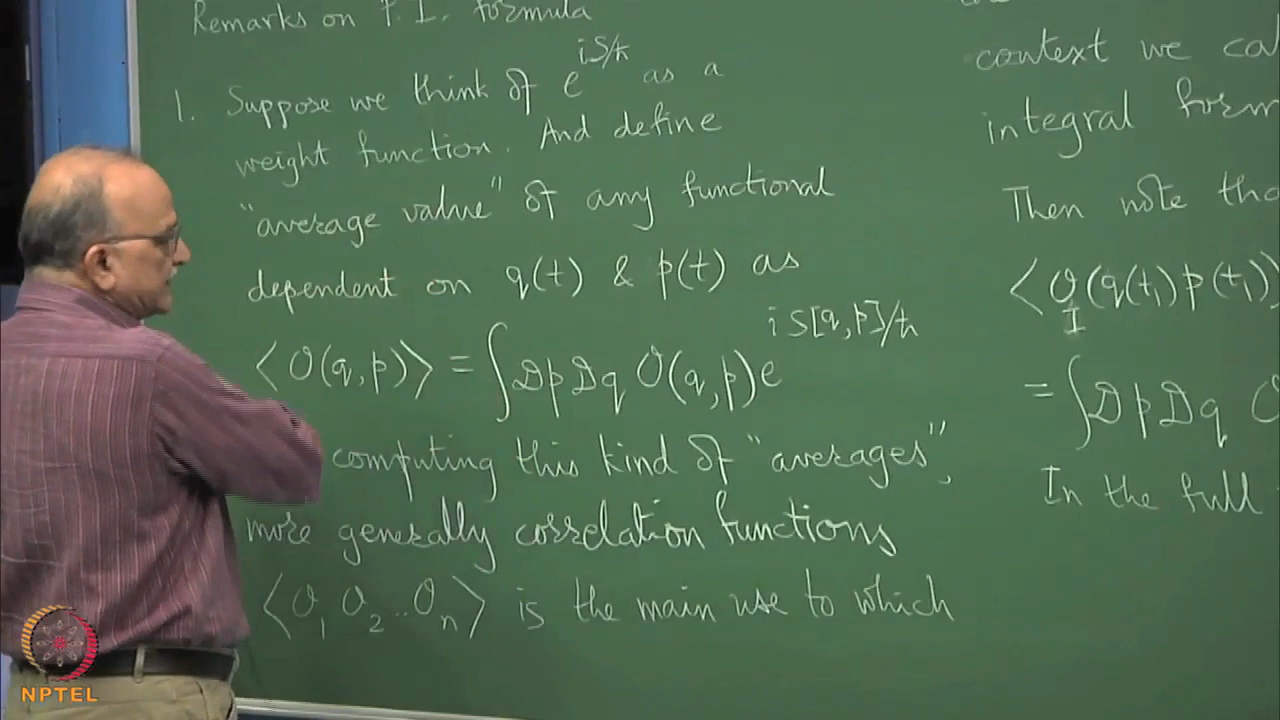 Remarks on P.I. formula
1. Suppose we think of e^{iS/ħ} as a
weight function. And define
"average value" of any functional
dependent on q(t) & p(t) as
⟨O(q,p)⟩ = ∫𝒟p𝒟q O(q,p)e^{iS[q,p]/ħ}
computing this kind of "averages",
more generally correlation functions
⟨O₁ O₂..Oₙ⟩ is the main use to which
context we cal
integral form
Then note tha
⟨O_I(q(t₁)p(t₁))
= ∫𝒟p𝒟q O
In the full
NPTEL